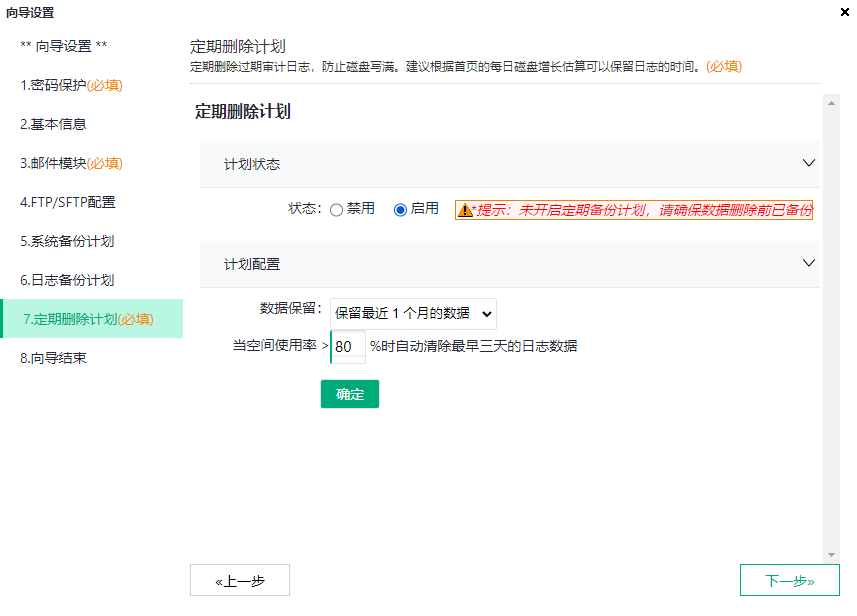 向导设置
** 向导设置 **
1.密码保护(必填)
2.基本信息
3.邮件模块(必填)
4.FTP/SFTP配置
5.系统备份计划
6.日志备份计划
7.定期删除计划(必填)
8.向导结束
定期删除计划
定期删除过期审计日志，防止磁盘写满。建议根据首页的每日磁盘增长估算可以保留日志的时间。(必填)
定期删除计划
计划状态
状态： 禁用 启用 *提示：未开启定期备份计划，请确保数据删除前已备份
计划配置
数据保留： 保留最近 1 个月的数据
当空间使用率 > 80 %时自动清除最早三天的日志数据
确定
«上一步 下一步»